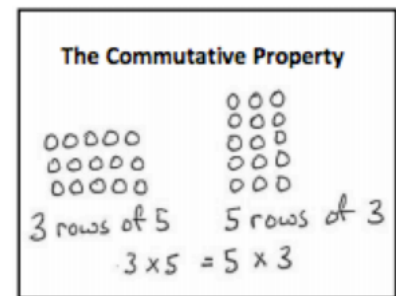 The Commutative Property
3 rows of 5
5 rows of 3
3 x 5 = 5 x 3